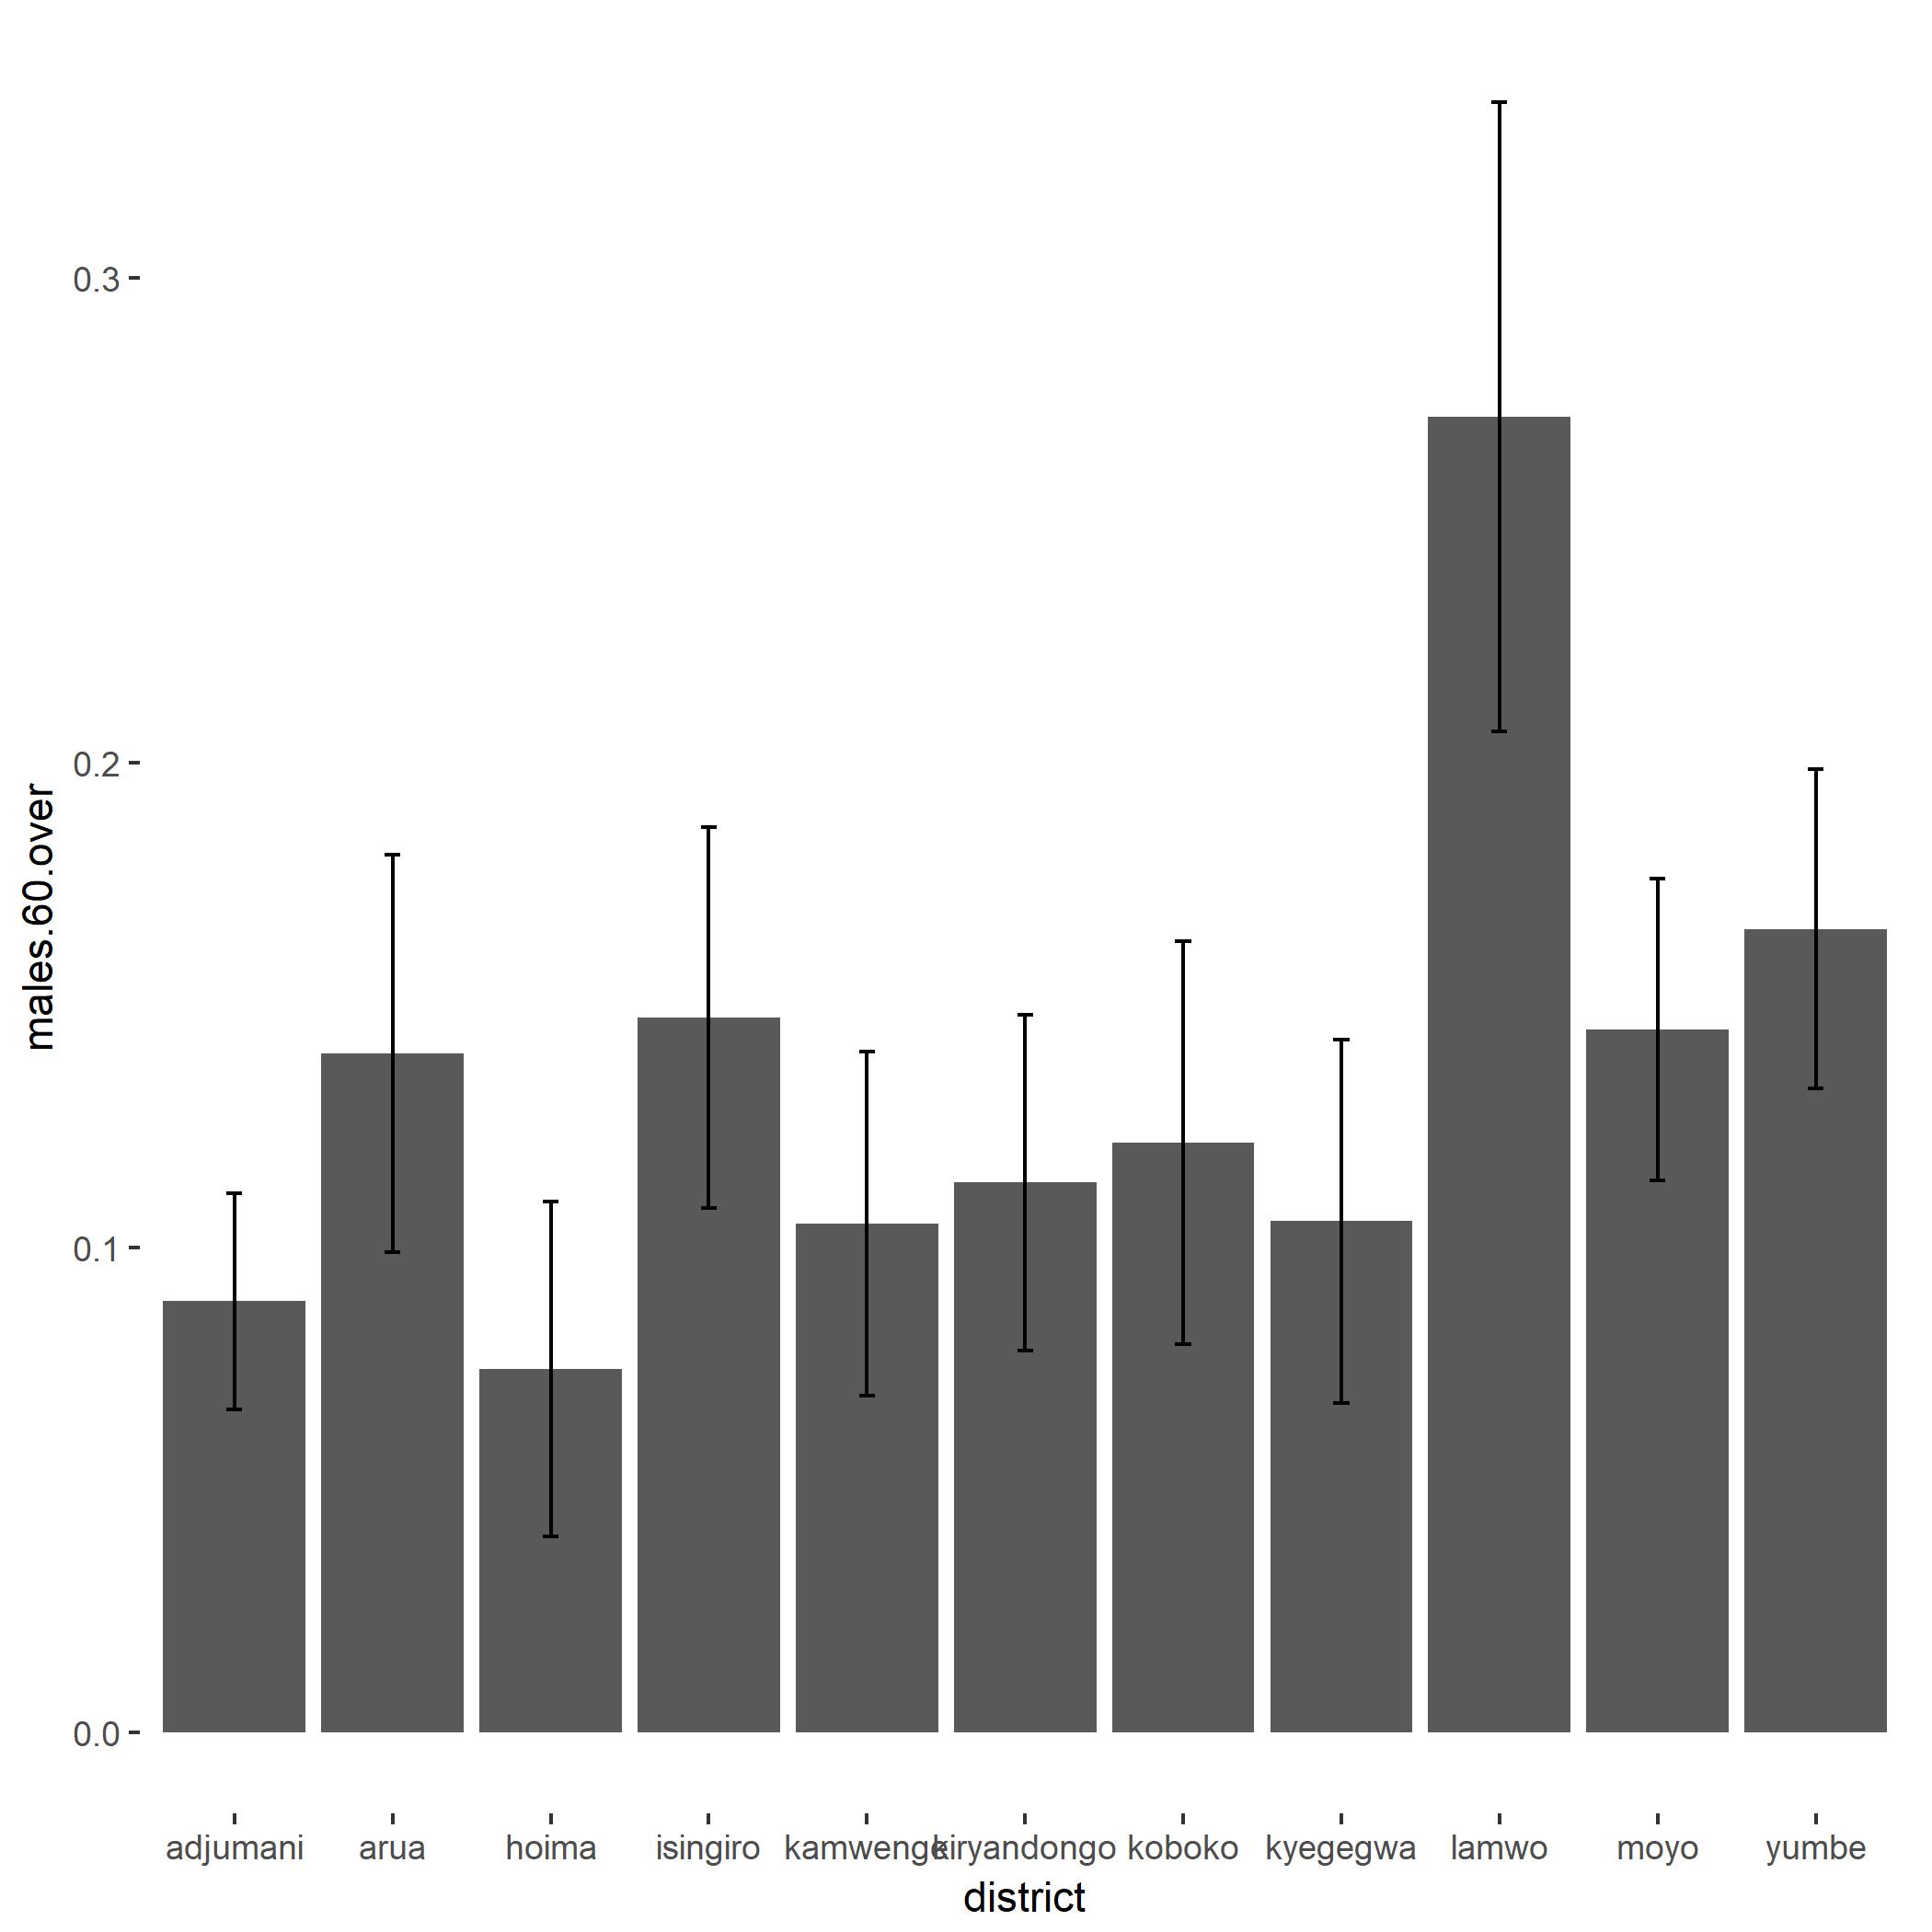 males.60.over
0.3
0.2
0.1
0.0
adjumani arua hoima isingiro kamwenge kiryandongo koboko kyegegwa lamwo moyo yumbe
district